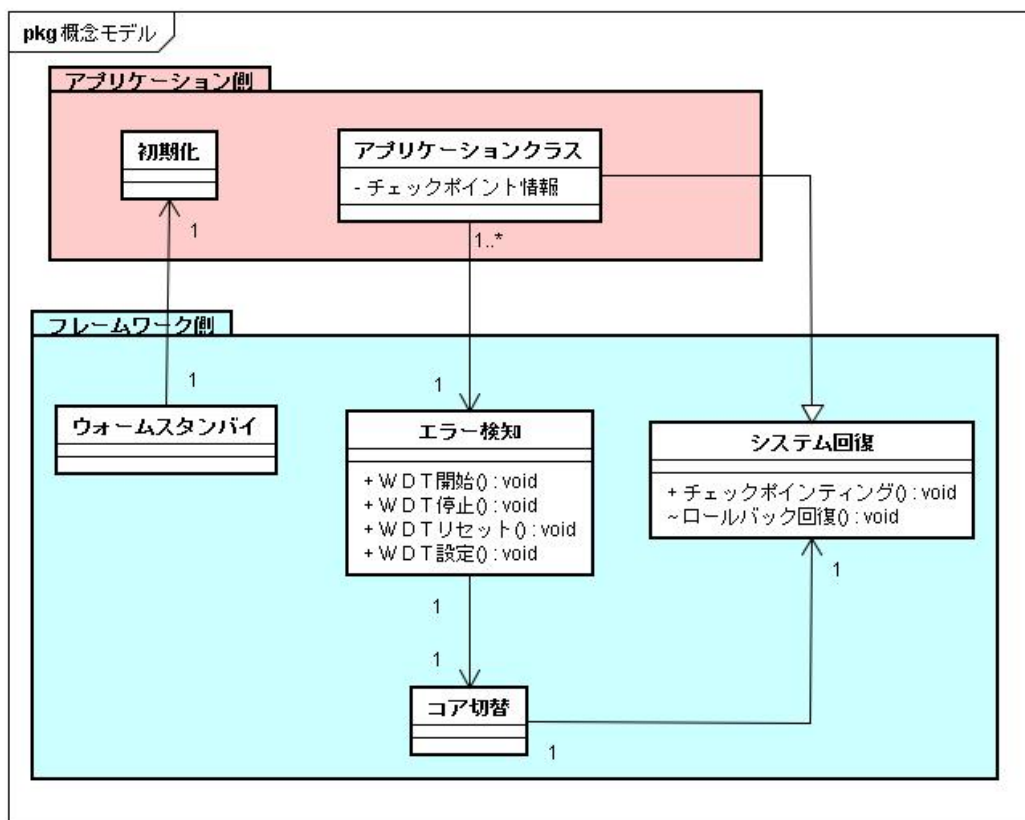 pkg 概念モデル
アプリケーション側
初期化
アプリケーションクラス
- チェックポイント情報
1
1..*
フレームワーク側
1
1
ウォームスタンバイ
エラー検知
+ ＷＤＴ開始() : void
+ ＷＤＴ停止() : void
+ ＷＤＴリセット() : void
+ ＷＤＴ設定() : void
システム回復
+ チェックポインティング() : void
~ ロールバック回復() : void
1
1
1
コア切替
1